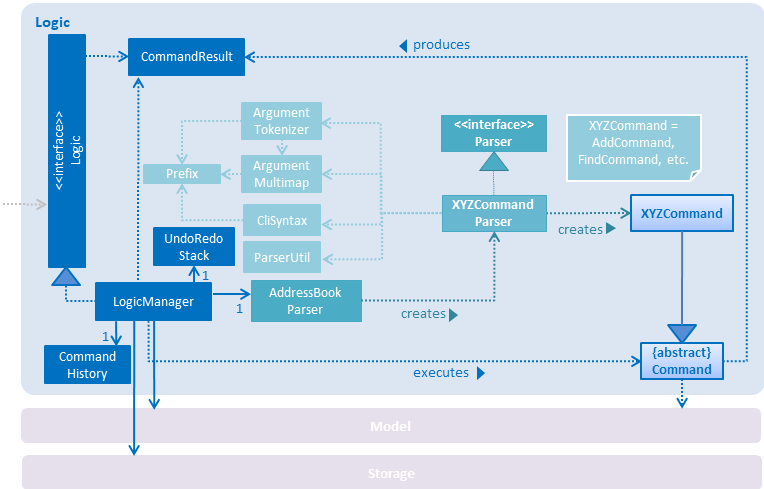 Logic
produces
CommandResult
<<interface>>
Logic
Argument
Tokenizer
<<interface>>
Parser
XYZCommand =
AddCommand,
FindCommand, etc.
Prefix
Argument
Multimap
XYZCommand
Parser
XYZCommand
CliSyntax
creates
UndoRedo
Stack
ParserUtil
1
LogicManager
1
AddressBook
Parser
creates
1
Command
History
executes
{abstract}
Command
Model
Storage